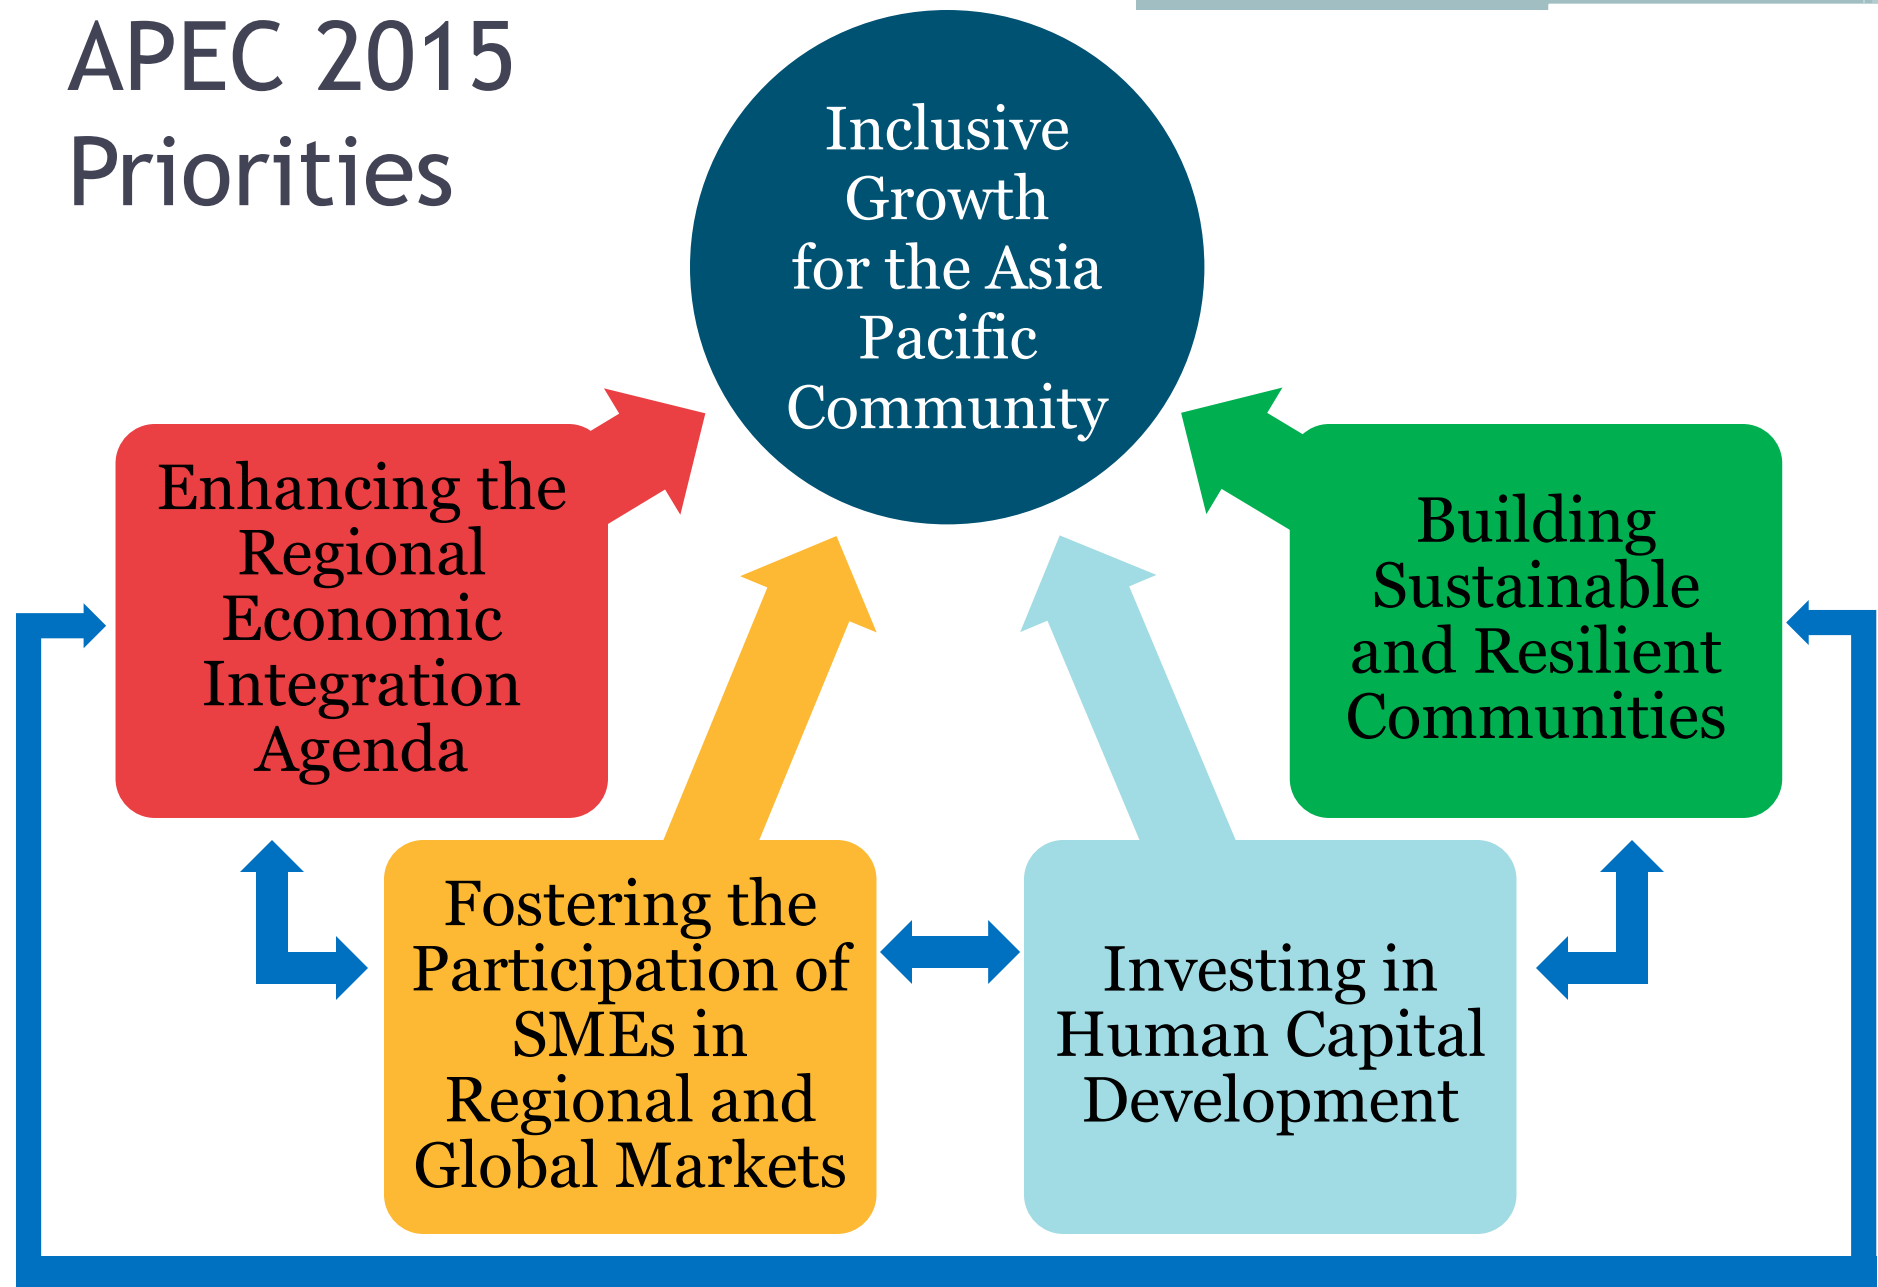 APEC 2015
Priorities
Inclusive
Growth
for the Asia
Pacific
Community
Enhancing the
Regional
Economic
Integration
Agenda
Building
Sustainable
and Resilient
Communities
Fostering the
Participation of
SMEs in
Regional and
Global Markets
Investing in
Human Capital
Development